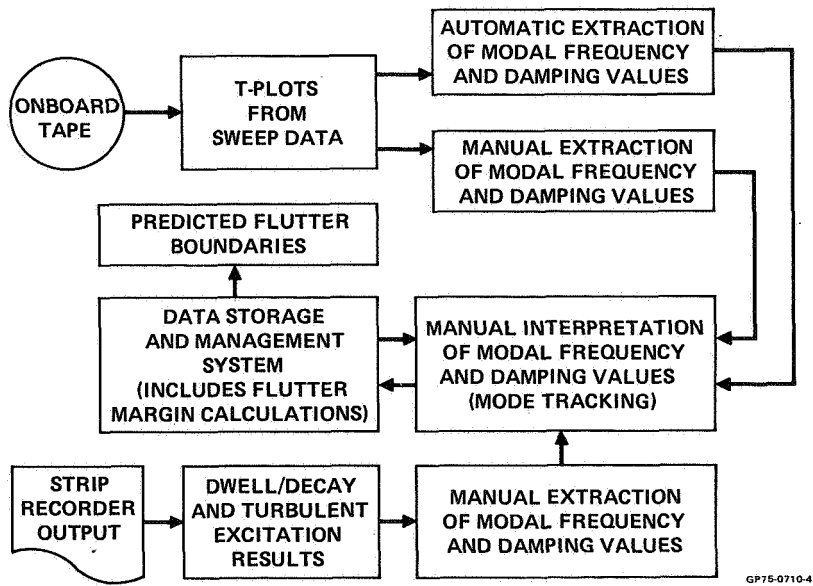 ONBOARD
TAPE
T-PLOTS
FROM
SWEEP DATA
AUTOMATIC EXTRACTION
OF MODAL FREQUENCY
AND DAMPING VALUES
MANUAL EXTRACTION
OF MODAL FREQUENCY
AND DAMPING VALUES
PREDICTED FLUTTER
BOUNDARIES
DATA STORAGE
AND MANAGEMENT
SYSTEM
(INCLUDES FLUTTER
MARGIN CALCULATIONS)
MANUAL INTERPRETATION
OF MODAL FREQUENCY
AND DAMPING VALUES
(MODE TRACKING)
STRIP
RECORDER
OUTPUT
DWELL/DECAY
AND TURBULENT
EXCITATION
RESULTS
MANUAL EXTRACTION
OF MODAL FREQUENCY
AND DAMPING VALUES
GP75-0710-4